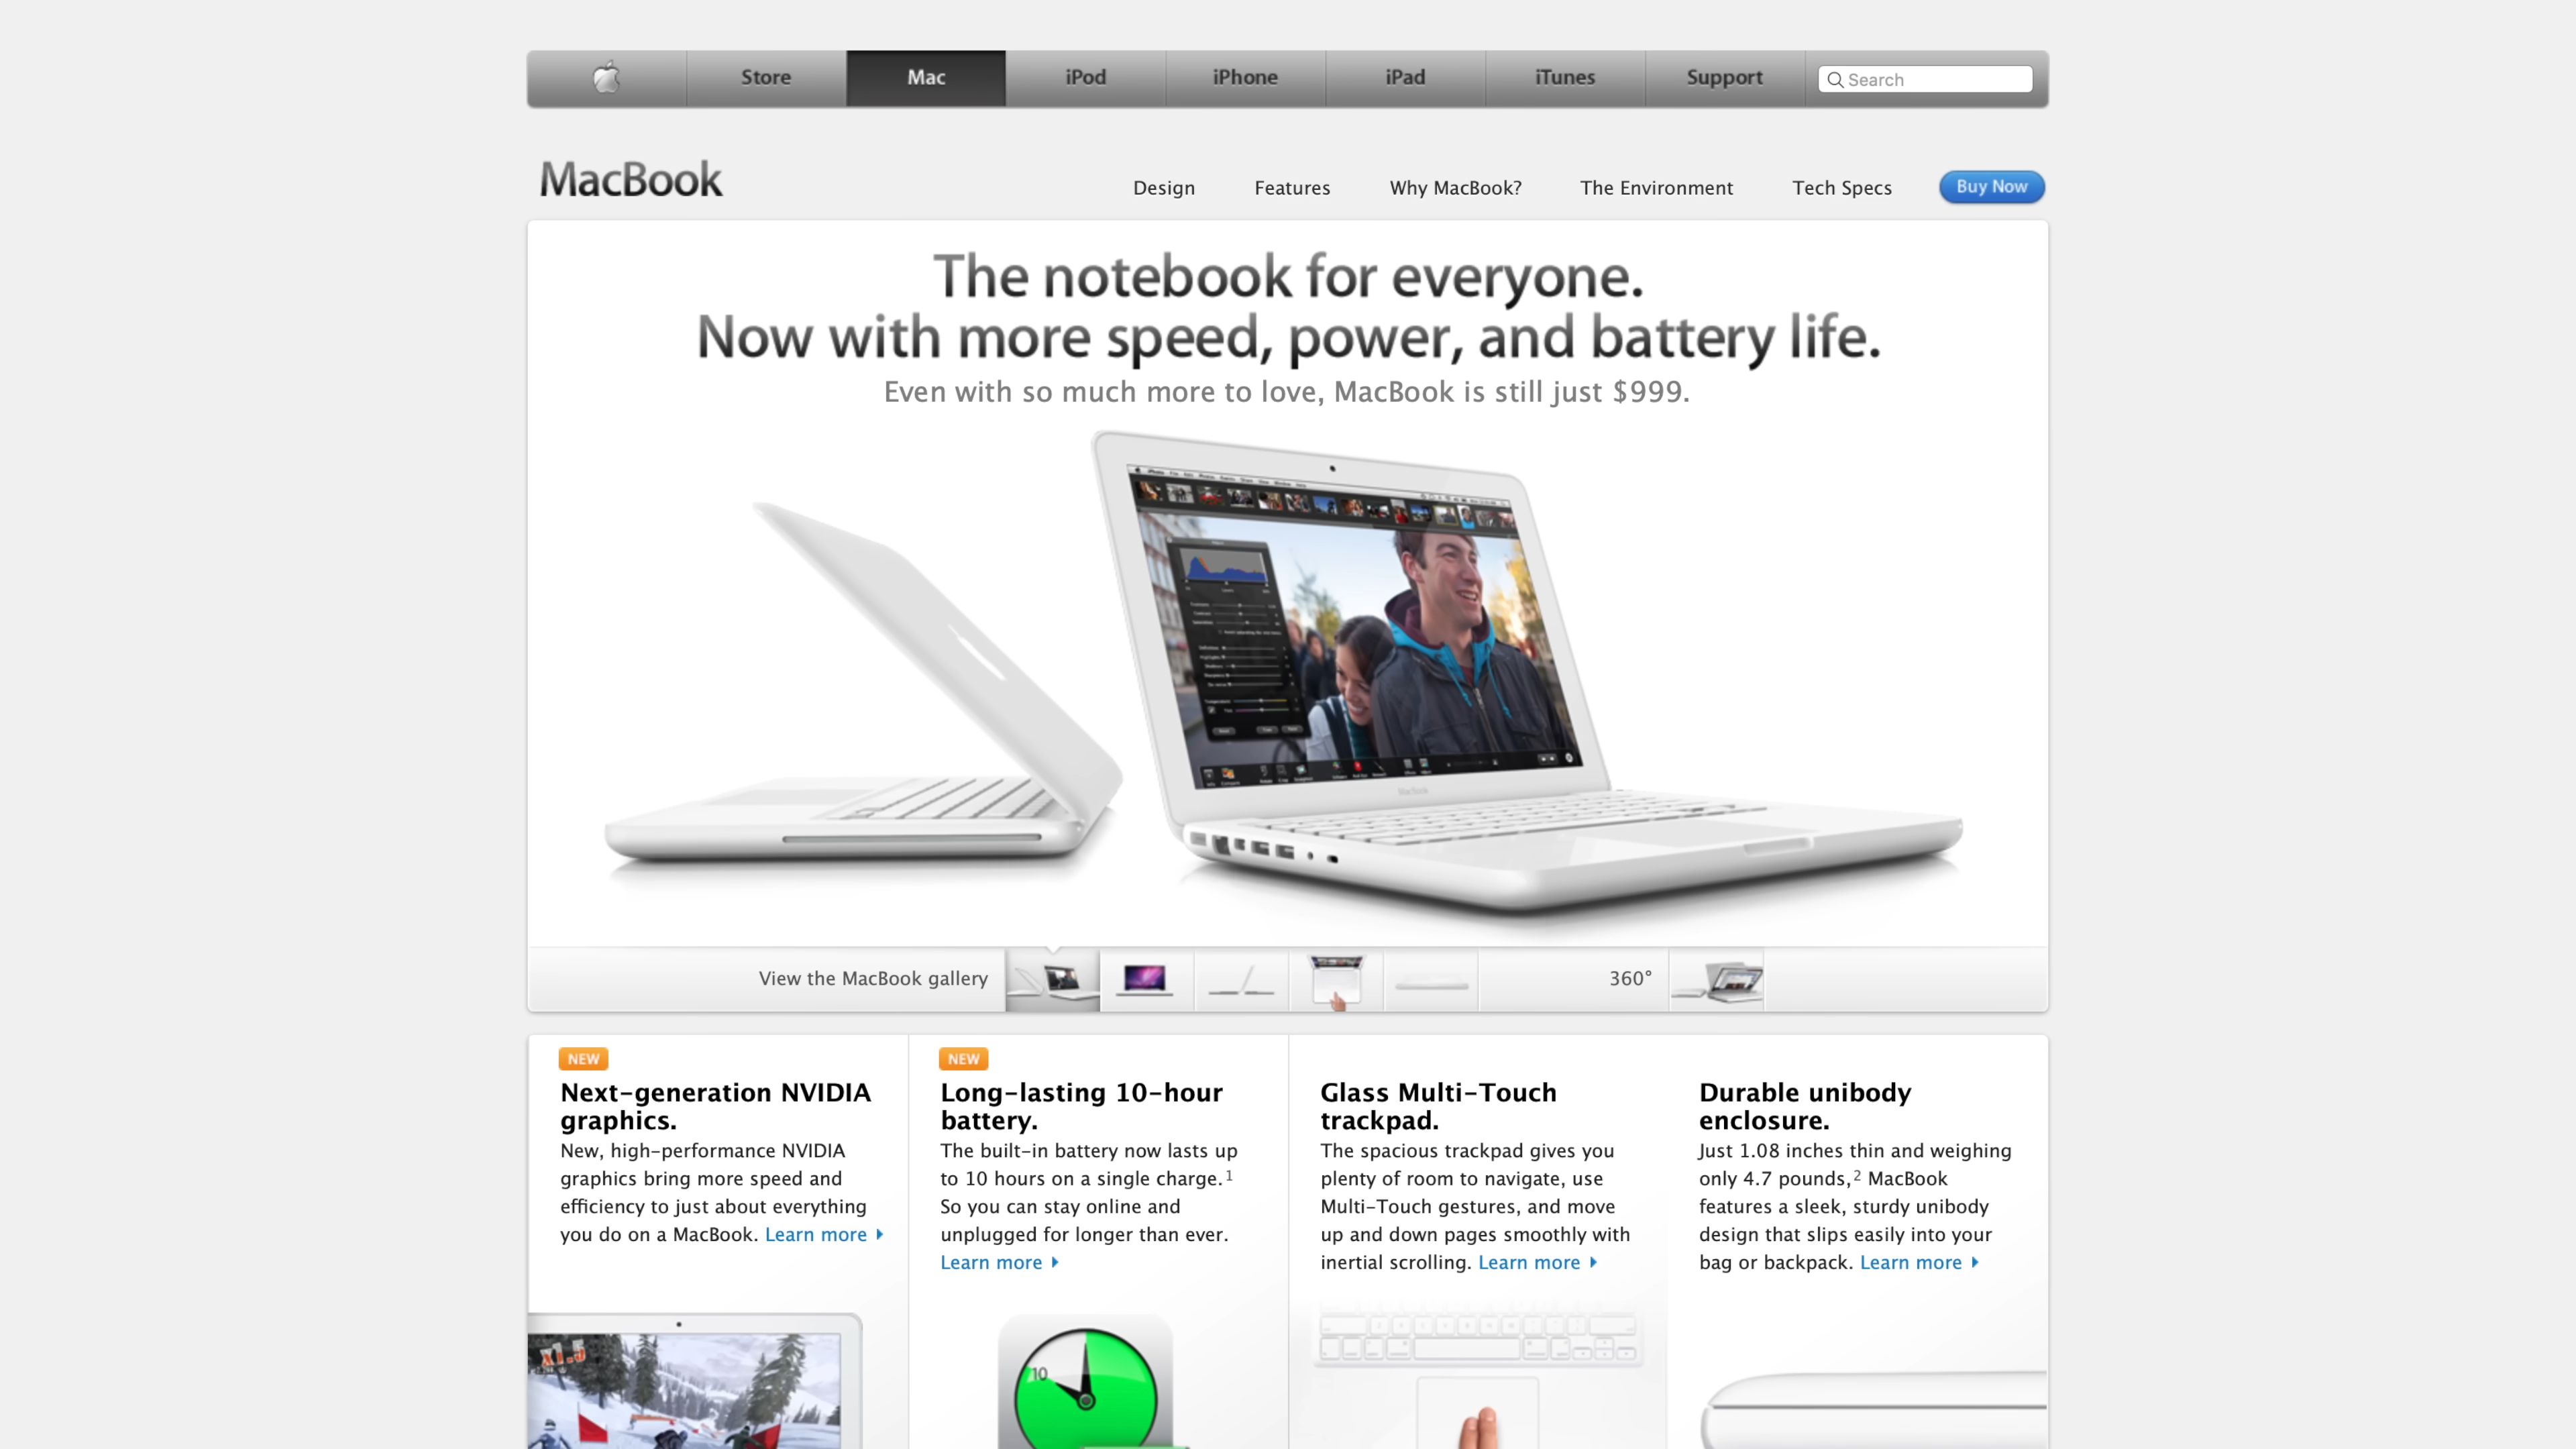 Store
Mac
iPod
iPhone
iPad
iTunes
Support
Search
MacBook
Design
Features
Why MacBook?
The Environment
Tech Specs
Buy Now
The notebook for everyone.
Now with more speed, power, and battery life.
Even with so much more to love, MacBook is still just $999.
MacBook
View the MacBook gallery
360°
NEW
Next-generation NVIDIA
graphics.
New, high-performance NVIDIA
graphics bring more speed and
efficiency to just about everything
you do on a MacBook. Learn more
NEW
Long-lasting 10-hour
battery.
The built-in battery now lasts up
to 10 hours on a single charge.1
So you can stay online and
unplugged for longer than ever.
Learn more
Glass Multi-Touch
trackpad.
The spacious trackpad gives you
plenty of room to navigate, use
Multi-Touch gestures, and move
up and down pages smoothly with
inertial scrolling. Learn more
Durable unibody
enclosure.
Just 1.08 inches thin and weighing
only 4.7 pounds,2 MacBook
features a sleek, sturdy unibody
design that slips easily into your
bag or backpack. Learn more
x1.5
10